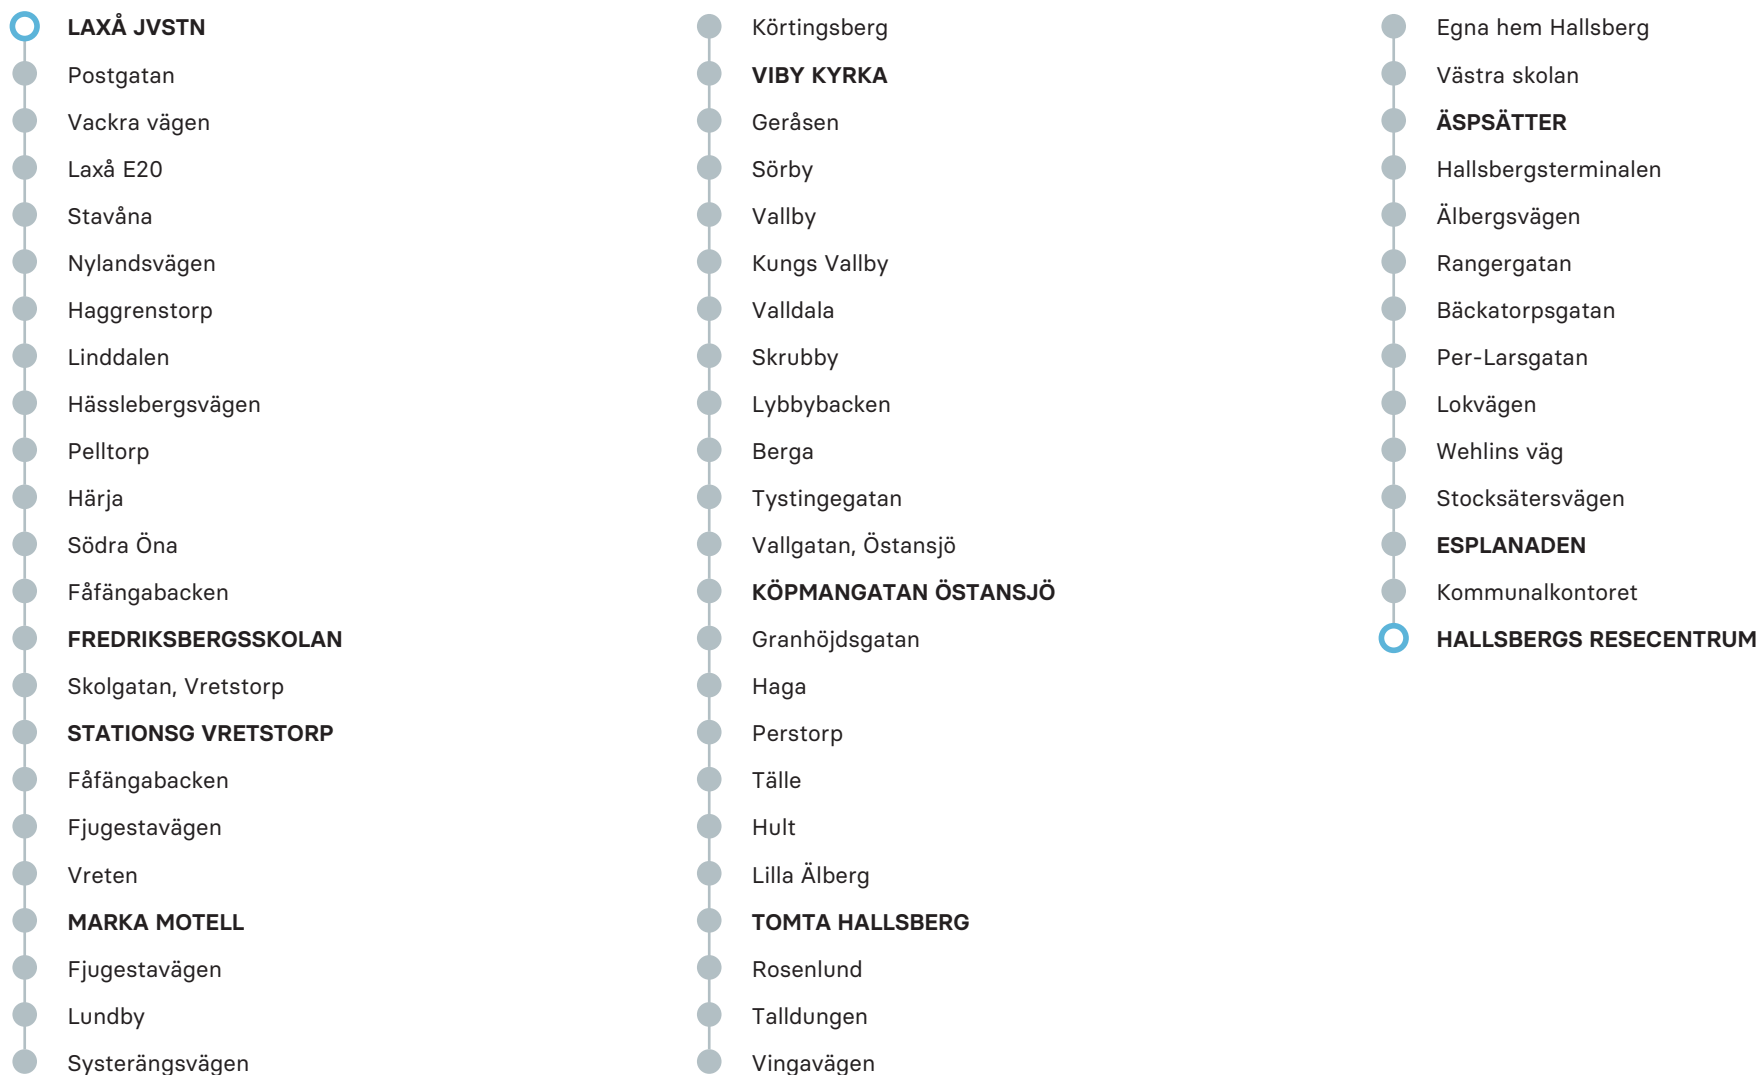 LAXÅ JVSTN
Postgatan
Vackra vägen
Laxå E20
Stavåna
Nylandsvägen
Haggrenstorp
Linddalen
Hässlebergsvägen
Pelltorp
Härja
Södra Öna
Fåfängabacken
FREDRIKSBERGSSKOLAN
Skolgatan, Vretstorp
STATIONSG VRETSTORP
Fåfängabacken
Fjugestavägen
Vreten
MARKA MOTELL
Fjugestavägen
Lundby
Systerängsvägen
Körtingsberg
VIBY KYRKA
Geråsen
Sörby
Vallby
Kungs Vallby
Valldala
Skrubby
Lybbybacken
Berga
Tystingegatan
Vallgatan, Östansjö
KÖPMANGATAN ÖSTANSJÖ
Granhöjdsgatan
Haga
Perstorp
Tälle
Hult
Lilla Älberg
TOMTA HALLSBERG
Rosenlund
Talldungen
Vingavägen
Egna hem Hallsberg
Västra skolan
ÄSPSÄTTER
Hallsbergsterminalen
Älbergsvägen
Rangergatan
Bäckatorpsgatan
Per-Larsgatan
Lokvägen
Wehlins väg
Stocksätersvägen
ESPLANADEN
Kommunalkontoret
HALLSBERGS RESECENTRUM